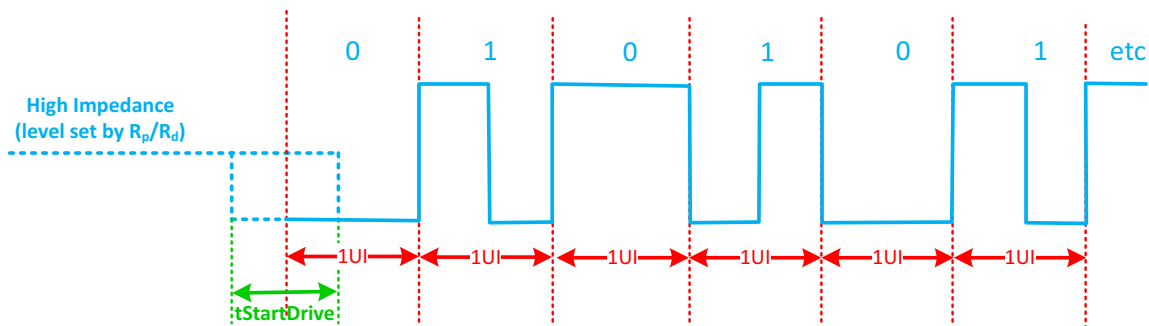 0 1 0 1 0 1 etc
High Impedance
(level set by Rp/Rd)
1UI 1UI 1UI 1UI 1UI 1UI
tStartDrive